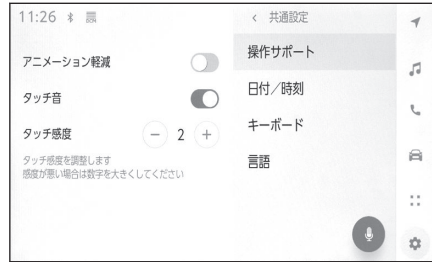 11:26
アニメーション軽減
タッチ音
タッチ感度
2
タッチ感度を調整します
感度が悪い場合は数字を大きくしてください
共通設定
操作サポート
日付／時刻
キーボード
言語